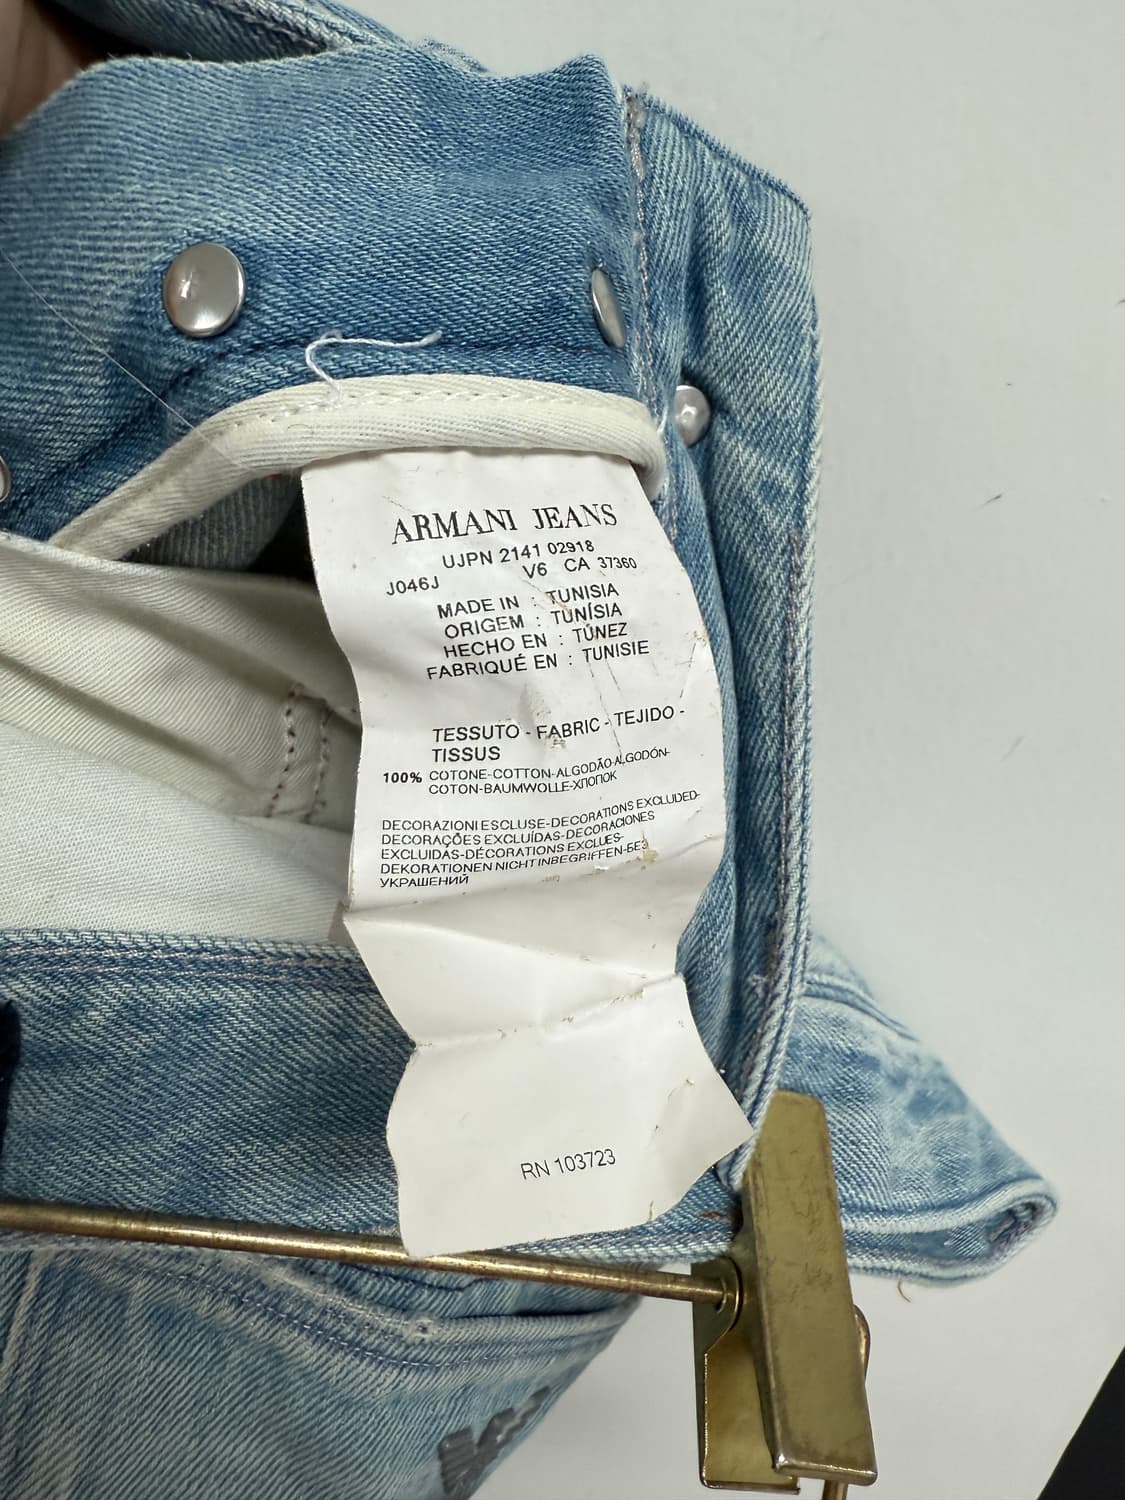 ARMANI JEANS
UJPN 2141 02918
J046J V6 CA 37360
MADE IN : TUNISIA
ORIGEM : TUNÍSIA
HECHO EN : TÚNEZ
FABRIQUÉ EN : TUNISIE
TESSUTO - FABRIC - TEJIDO -
TISSUS
100% COTONE-COTTON-ALGODÃO-ALGODÓN-
COTON-BAUMWOLLE-ХЛОПОК
DECORAZIONI ESCLUSE-DECORATIONS EXCLUDED-
DECORAÇÕES EXCLUÍDAS-DECORACIONES
EXCLUIDAS-DÉCORATIONS EXCLUES-
DEKORATIONEN NICHT INBEGRIFFEN-БЕЗ
УКРАШЕНИЙ
RN 103723